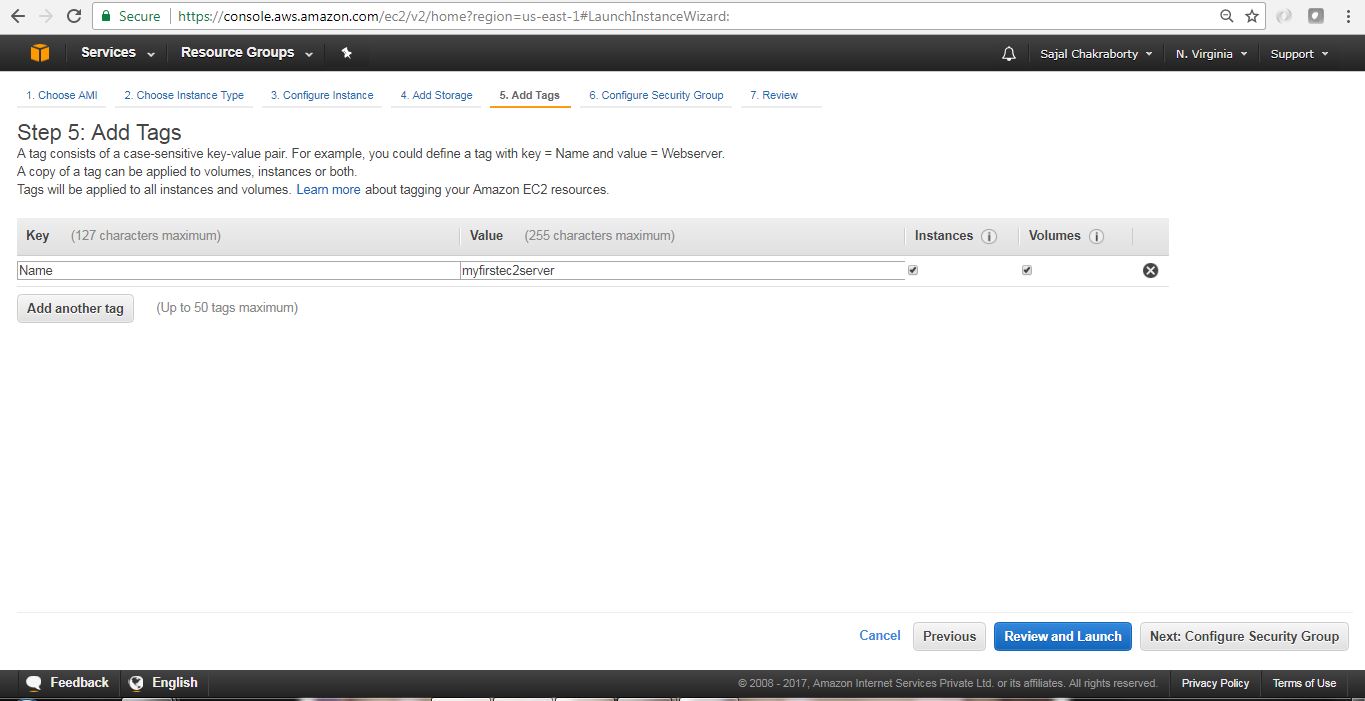 Secure https://console.aws.amazon.com/ec2/v2/home?region=us-east-1#LaunchInstanceWizard:
Services Resource Groups Sajal Chakraborty N. Virginia Support
1. Choose AMI 2. Choose Instance Type 3. Configure Instance 4. Add Storage 5. Add Tags 6. Configure Security Group 7. Review
Step 5: Add Tags
A tag consists of a case-sensitive key-value pair. For example, you could define a tag with key = Name and value = Webserver.
A copy of a tag can be applied to volumes, instances or both.
Tags will be applied to all instances and volumes. Learn more about tagging your Amazon EC2 resources.
Key (127 characters maximum) Value (255 characters maximum) Instances i Volumes i
Name myfirstec2server
Add another tag (Up to 50 tags maximum)
Cancel Previous Review and Launch Next: Configure Security Group
Feedback English © 2008 - 2017, Amazon Internet Services Private Ltd. or its affiliates. All rights reserved. Privacy Policy Terms of Use